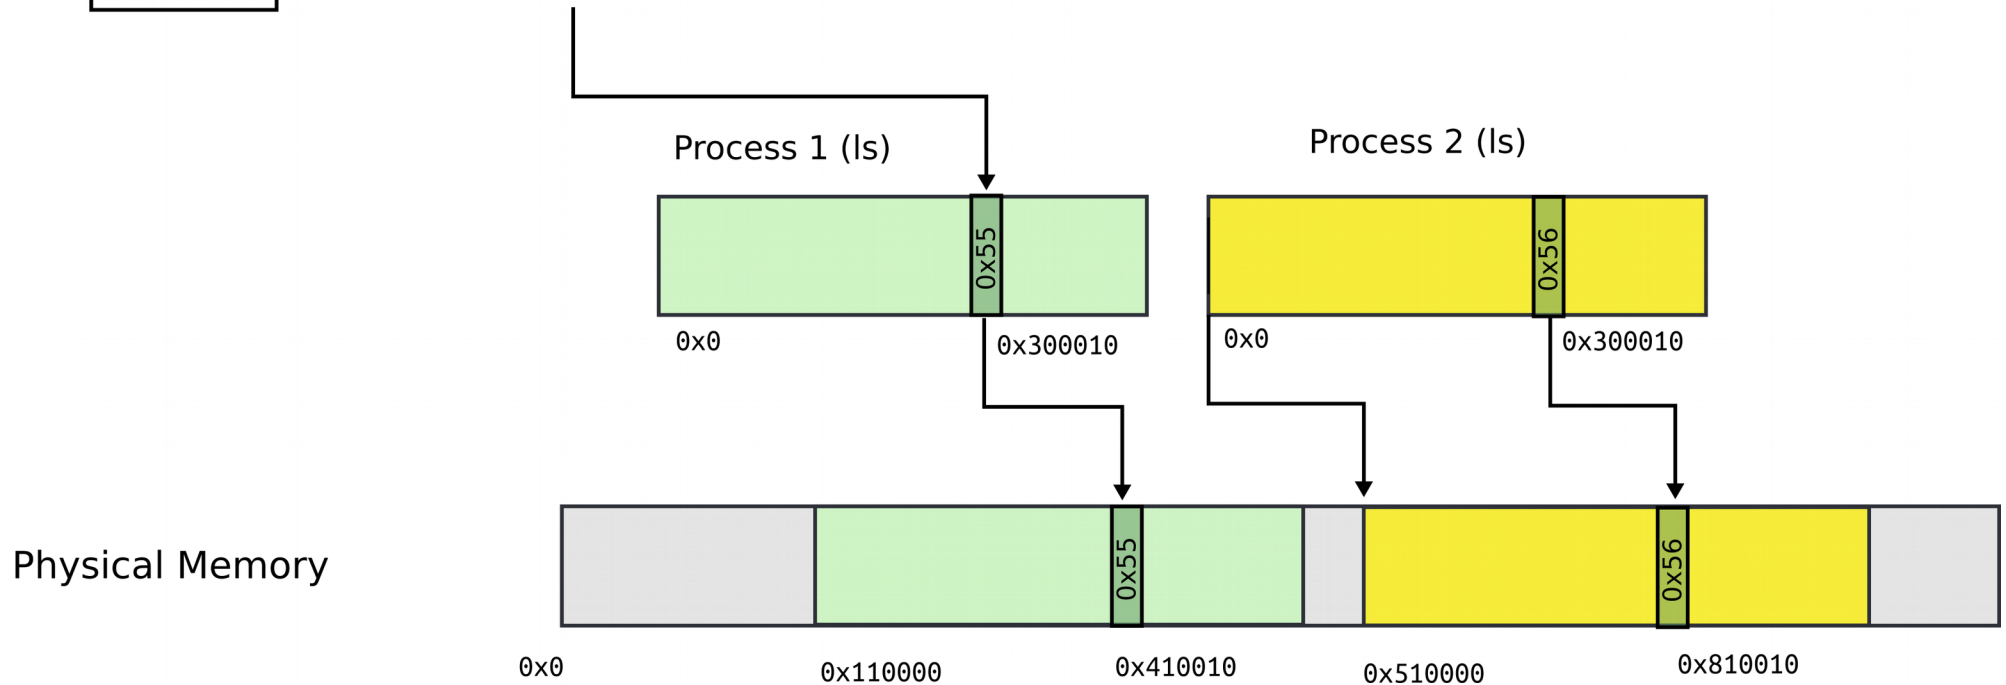 Process 1 (ls)
Process 2 (ls)
0x55
0x56
0x0
0x300010
0x0
0x300010
Physical Memory
0x55
0x56
0x0
0x110000
0x410010
0x510000
0x810010